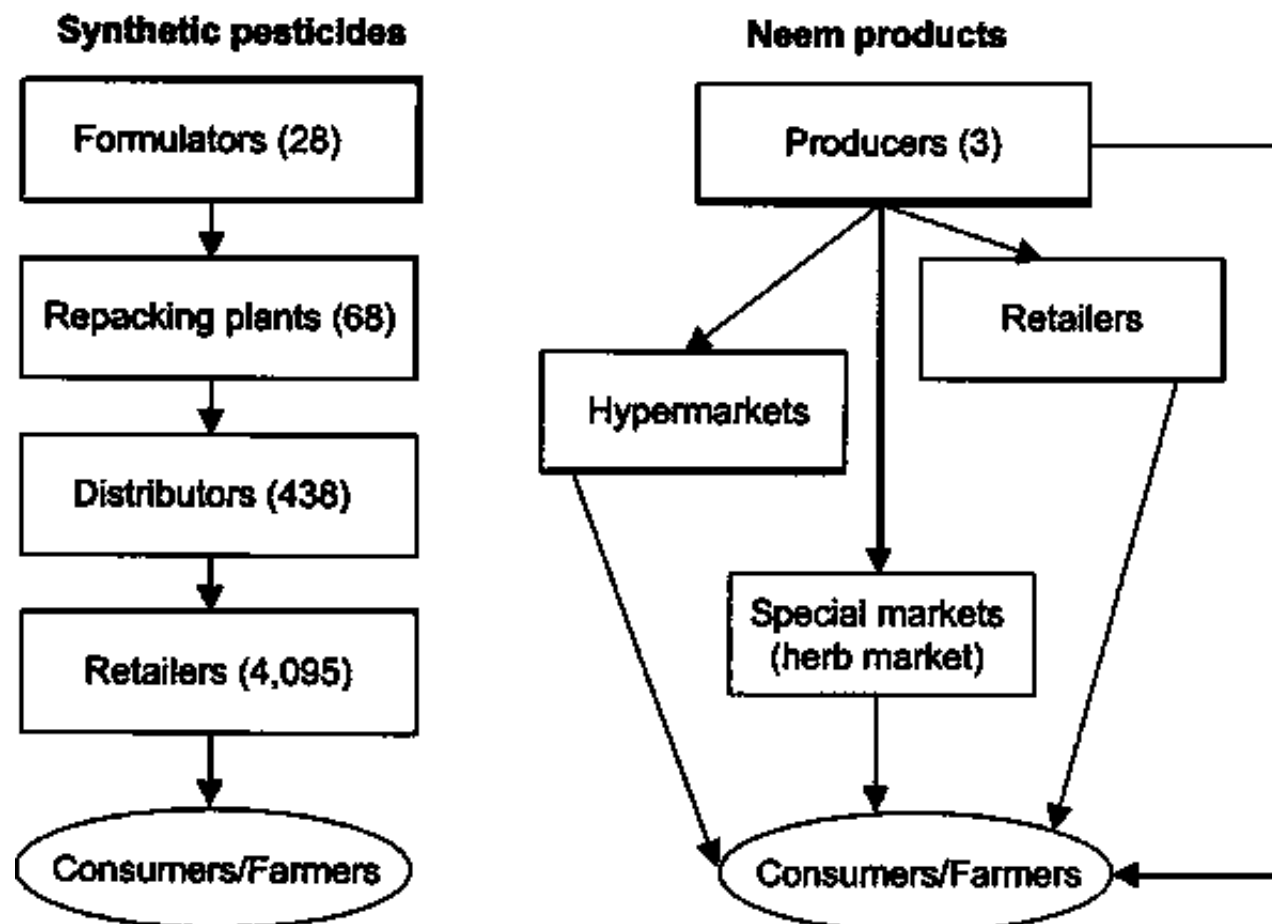 Synthetic pesticides
Formulators (28)
Repacking plants (68)
Distributors (438)
Retailers (4,095)
Consumers/Farmers
Neem products
Producers (3)
Retailers
Hypermarkets
Special markets
(herb market)
Consumers/Farmers